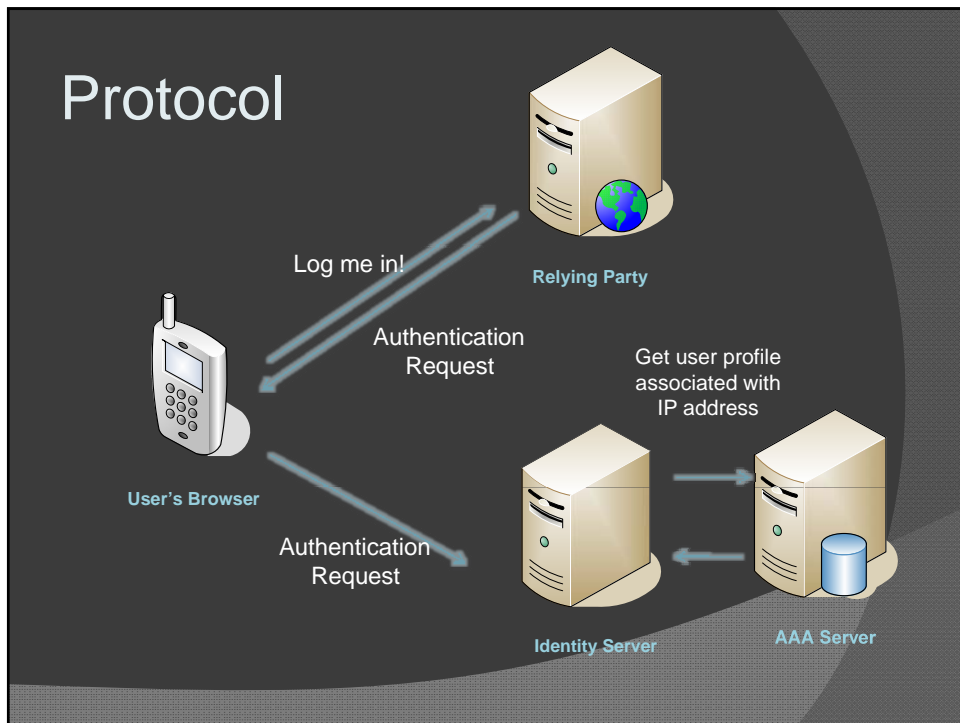 Protocol
Log me in!
Relying Party
Authentication
Request
Get user profile
associated with
IP address
User's Browser
Authentication
Request
Identity Server
AAA Server